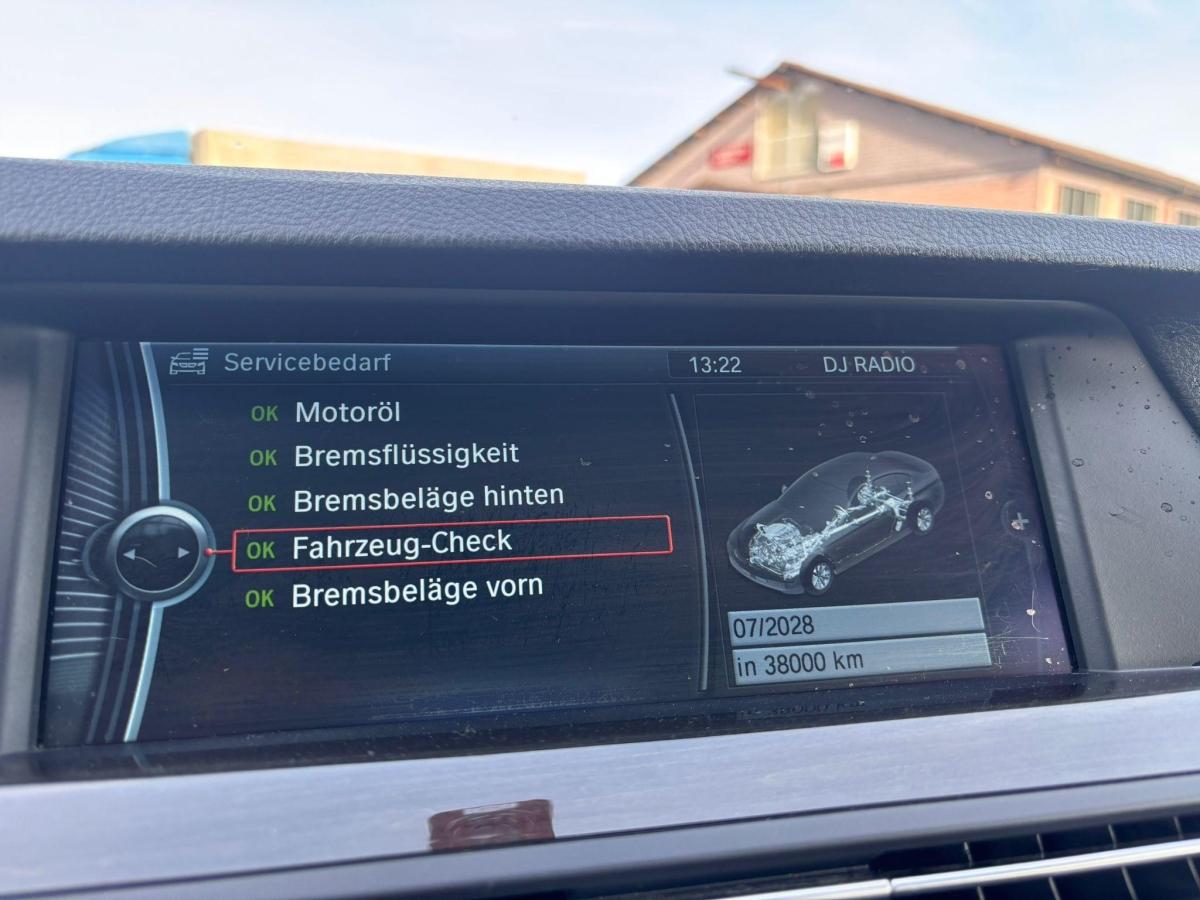 Servicebedarf
13:22
DJ RADIO
OK Motoröl
OK Bremsflüssigkeit
OK Bremsbeläge hinten
OK Fahrzeug-Check
OK Bremsbeläge vorn
07/2028
in 38000 km